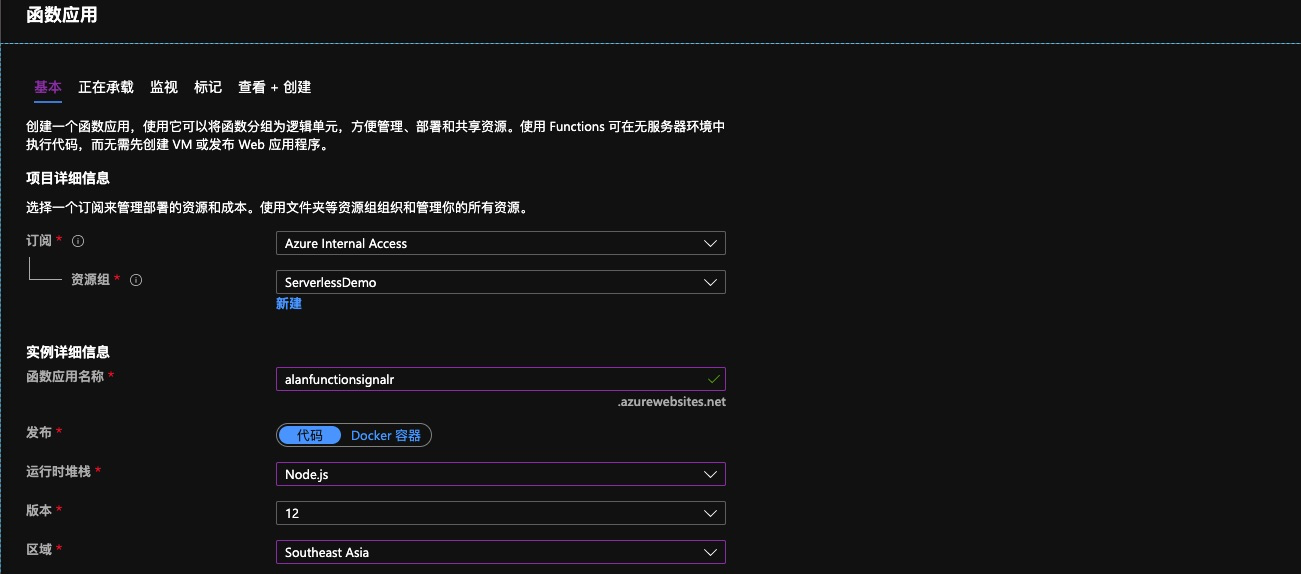 函数应用
基本 正在承载 监视 标记 查看 + 创建
创建一个函数应用，使用它可以将函数分组为逻辑单元，方便管理、部署和共享资源。使用 Functions 可在无服务器环境中
执行代码，而无需先创建 VM 或发布 Web 应用程序。
项目详细信息
选择一个订阅来管理部署的资源和成本。使用文件夹等资源组组织和管理你的所有资源。
订阅 * Azure Internal Access
资源组 * ServerlessDemo
新建
实例详细信息
函数应用名称 * alanfunctionsignalr
.azurewebsites.net
发布 * 代码 Docker 容器
运行时堆栈 * Node.js
版本 * 12
区域 * Southeast Asia